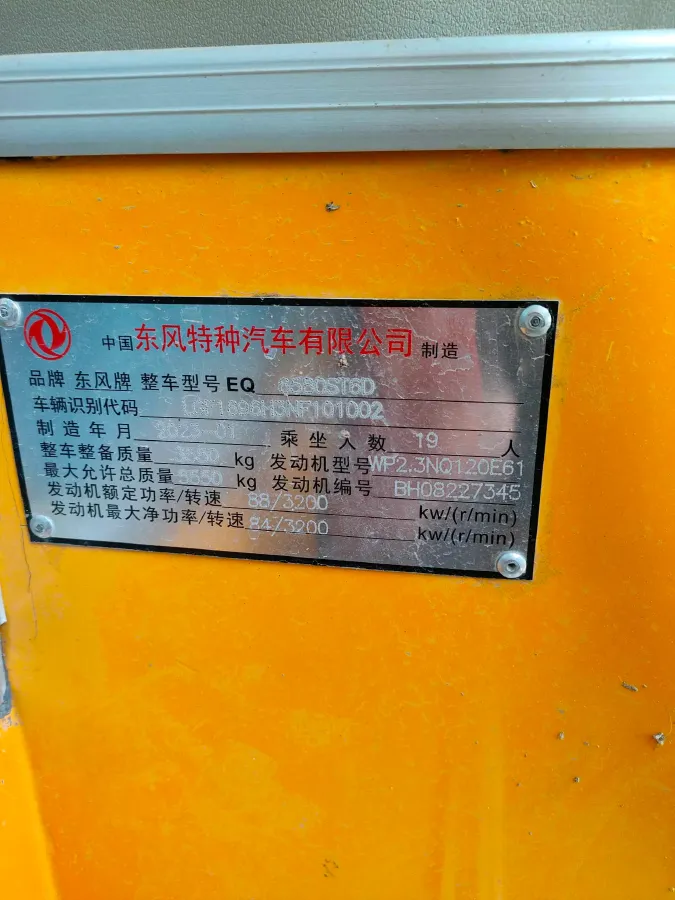 中国东风特种汽车有限公司 制造
品牌 东风牌 整车型号 EQ 6580ST6D
车辆识别代码
制造年月 2023-01 乘坐人数 19 人
整车整备质量 kg 发动机型号 WP2.3NQ120E61
最大允许总质量 5550 kg 发动机编号 BH08227345
发动机额定功率/转速 88/3200 kw/(r/min)
发动机最大净功率/转速 84/3200 kw/(r/min)